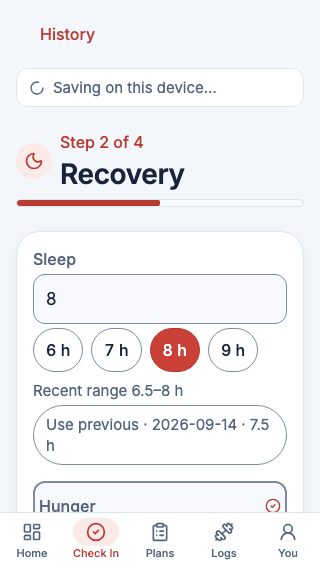 History
Saving on this device...
Step 2 of 4
Recovery
Sleep
8
6 h 7 h 8 h 9 h
Recent range 6.5–8 h
Use previous · 2026-09-14 · 7.5
h
Hunger
Home Check In Plans Logs You